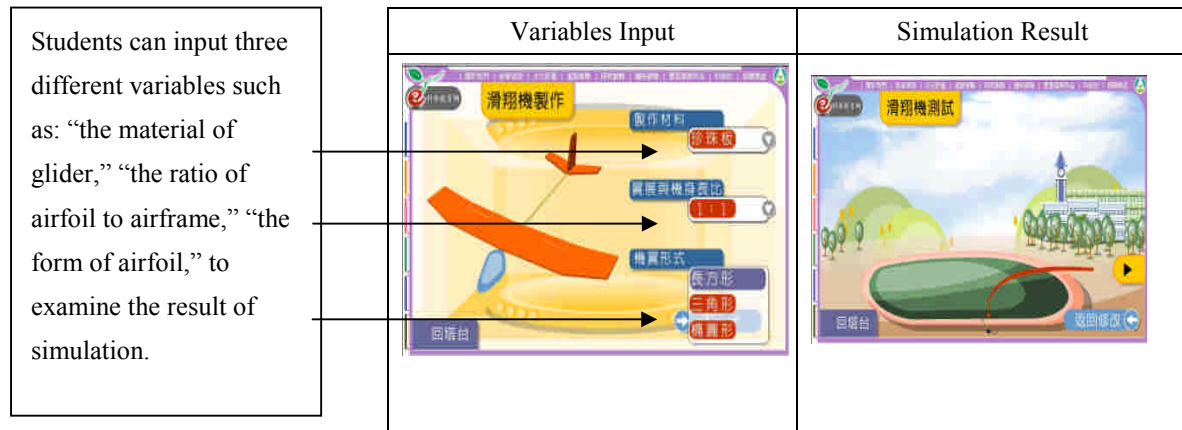 Students can input three
different variables such
as: “the material of
glider,” “the ratio of
airfoil to airframe,” “the
form of airfoil,” to
examine the result of
simulation.
Variables Input
Simulation Result
滑翔機製作
製作材料
珍珠板
翼展與機身長比
1:1
機翼形式
長方形
三角形
橢圓形
回塔台
滑翔機測試
回塔台
返回修改